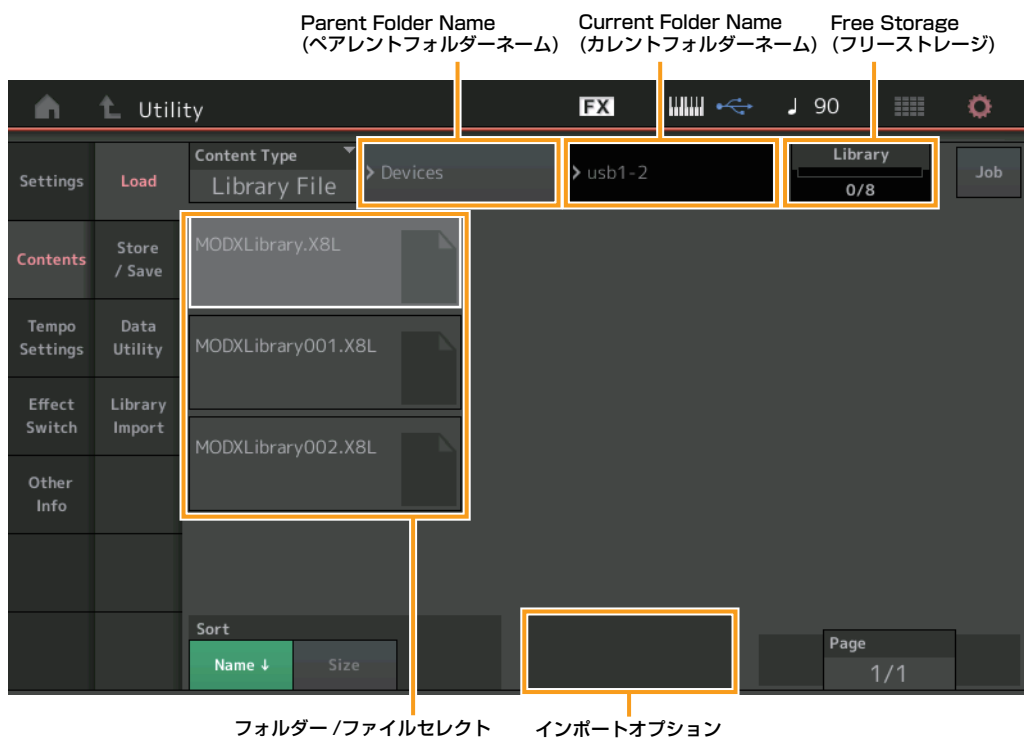 Parent Folder Name
（ペアレントフォルダーネーム）
Current Folder Name
（カレントフォルダーネーム）
Free Storage
（フリーストレージ）
Utility
FX
90
Settings
Load
Content Type
Library File
Devices
usb1-2
Library
0/8
Job
Contents
Store
/ Save
MODXLibrary.X8L
Tempo
Settings
Data
Utility
MODXLibrary001.X8L
Effect
Switch
Library
Import
MODXLibrary002.X8L
Other
Info
Sort
Name ↓
Size
Page
1/1
フォルダー /ファイルセレクト
インポートオプション